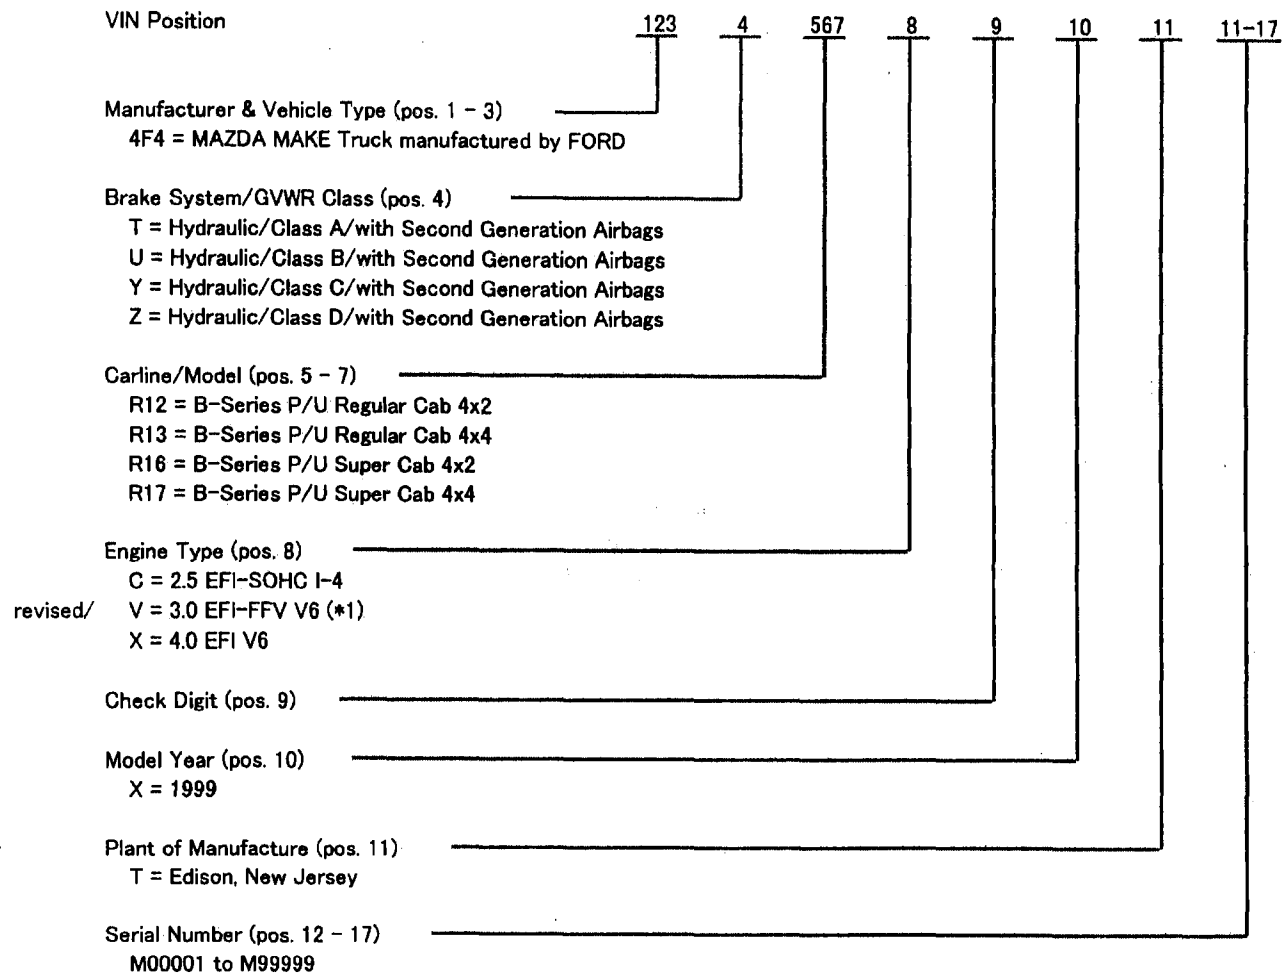 VIN Position 123 4 567 8 9 10 11 11-17
Manufacturer & Vehicle Type (pos. 1 - 3)
4F4 = MAZDA MAKE Truck manufactured by FORD
Brake System/GVWR Class (pos. 4)
T = Hydraulic/Class A/with Second Generation Airbags
U = Hydraulic/Class B/with Second Generation Airbags
Y = Hydraulic/Class C/with Second Generation Airbags
Z = Hydraulic/Class D/with Second Generation Airbags
Carline/Model (pos. 5 - 7)
R12 = B-Series P/U Regular Cab 4x2
R13 = B-Series P/U Regular Cab 4x4
R16 = B-Series P/U Super Cab 4x2
R17 = B-Series P/U Super Cab 4x4
Engine Type (pos. 8)
C = 2.5 EFI-SOHC I-4
revised/ V = 3.0 EFI-FFV V6 (*1)
X = 4.0 EFI V6
Check Digit (pos. 9)
Model Year (pos. 10)
X = 1999
Plant of Manufacture (pos. 11)
T = Edison, New Jersey
Serial Number (pos. 12 - 17)
M00001 to M99999